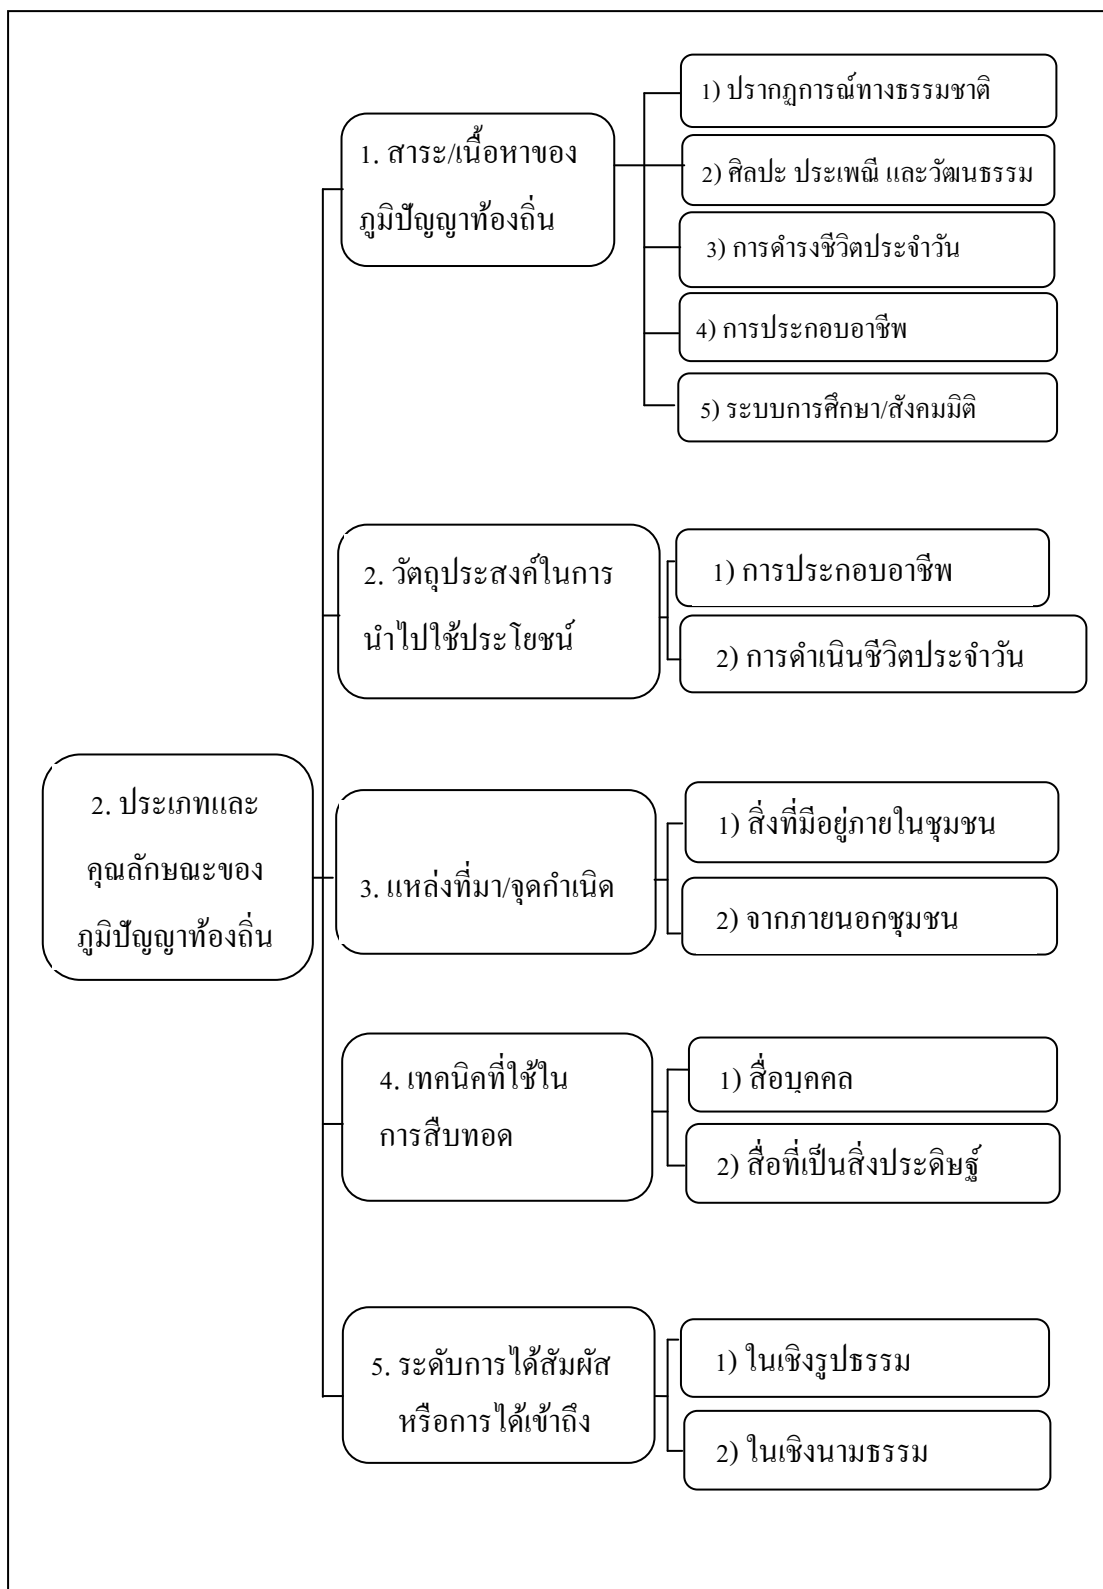 1. สาระ/เนื้อหาของ
ภูมิปัญญาท้องถิ่น
1) ปรากฏการณ์ทางธรรมชาติ
2) ศิลปะ ประเพณี และวัฒนธรรม
3) การดำรงชีวิตประจำวัน
4) การประกอบอาชีพ
5) ระบบการศึกษา/สังคมมิติ
2. วัตถุประสงค์ในการ
นำไปใช้ประโยชน์
1) การประกอบอาชีพ
2) การดำเนินชีวิตประจำวัน
2. ประเภทและ
คุณลักษณะของ
ภูมิปัญญาท้องถิ่น
3. แหล่งที่มา/จุดกำเนิด
1) สิ่งที่มีอยู่ภายในชุมชน
2) จากภายนอกชุมชน
4. เทคนิคที่ใช้ใน
การสืบทอด
1) สื่อบุคคล
2) สื่อที่เป็นสิ่งประดิษฐ์
5. ระดับการได้สัมผัส
หรือการได้เข้าถึง
1) ในเชิงรูปธรรม
2) ในเชิงนามธรรม